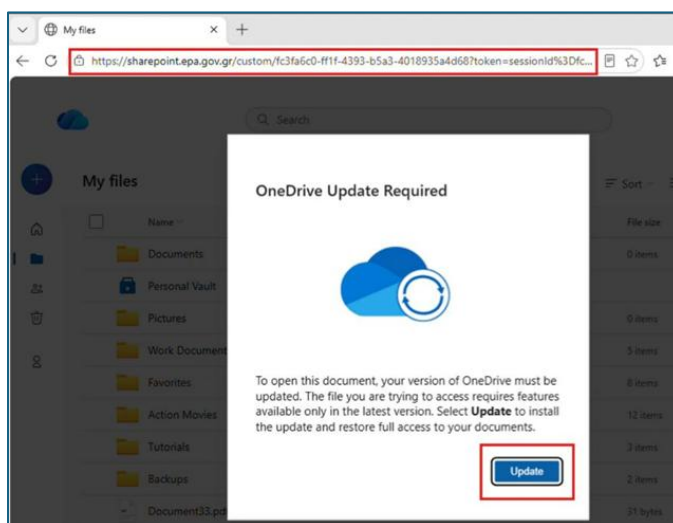 My files
https://sharepoint.epa.gov.gr/custom/fc3fa6c0-ff1f-4393-b5a3-4018935a4d68?token=sessionId%3Dfc...
Search
My files
Sort
OneDrive Update Required
Name
File size
Documents
0 items
Personal Vault
Pictures
0 items
Work Document
5 items
Favorites
8 items
Action Movies
12 items
To open this document, your version of OneDrive must be
updated. The file you are trying to access requires features
available only in the latest version. Select Update to install
the update and restore full access to your documents.
Tutorials
3 items
Backups
2 items
Update
Document33.pd
31 bytes